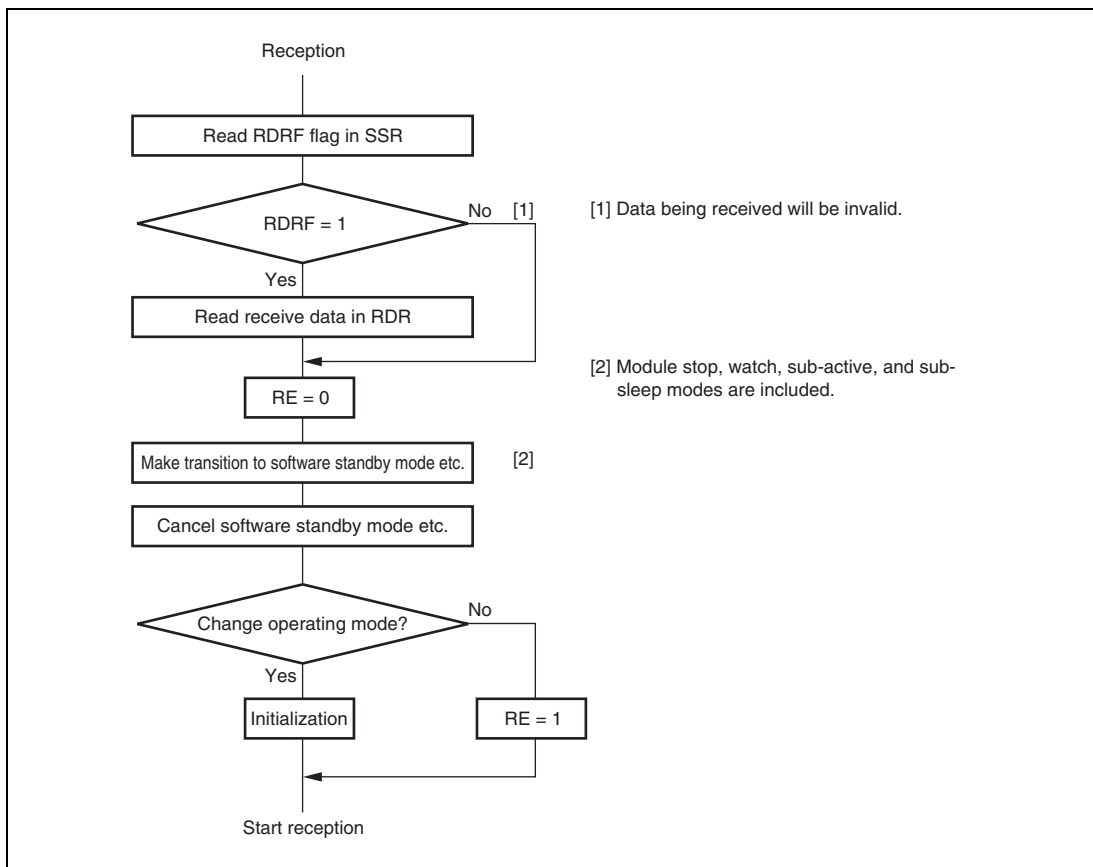 Reception
Read RDRF flag in SSR
RDRF = 1
No [1]
[1] Data being received will be invalid.
Yes
Read receive data in RDR
[2] Module stop, watch, sub-active, and sub-
sleep modes are included.
RE = 0
Make transition to software standby mode etc.
[2]
Cancel software standby mode etc.
Change operating mode?
No
Yes
Initialization
RE = 1
Start reception